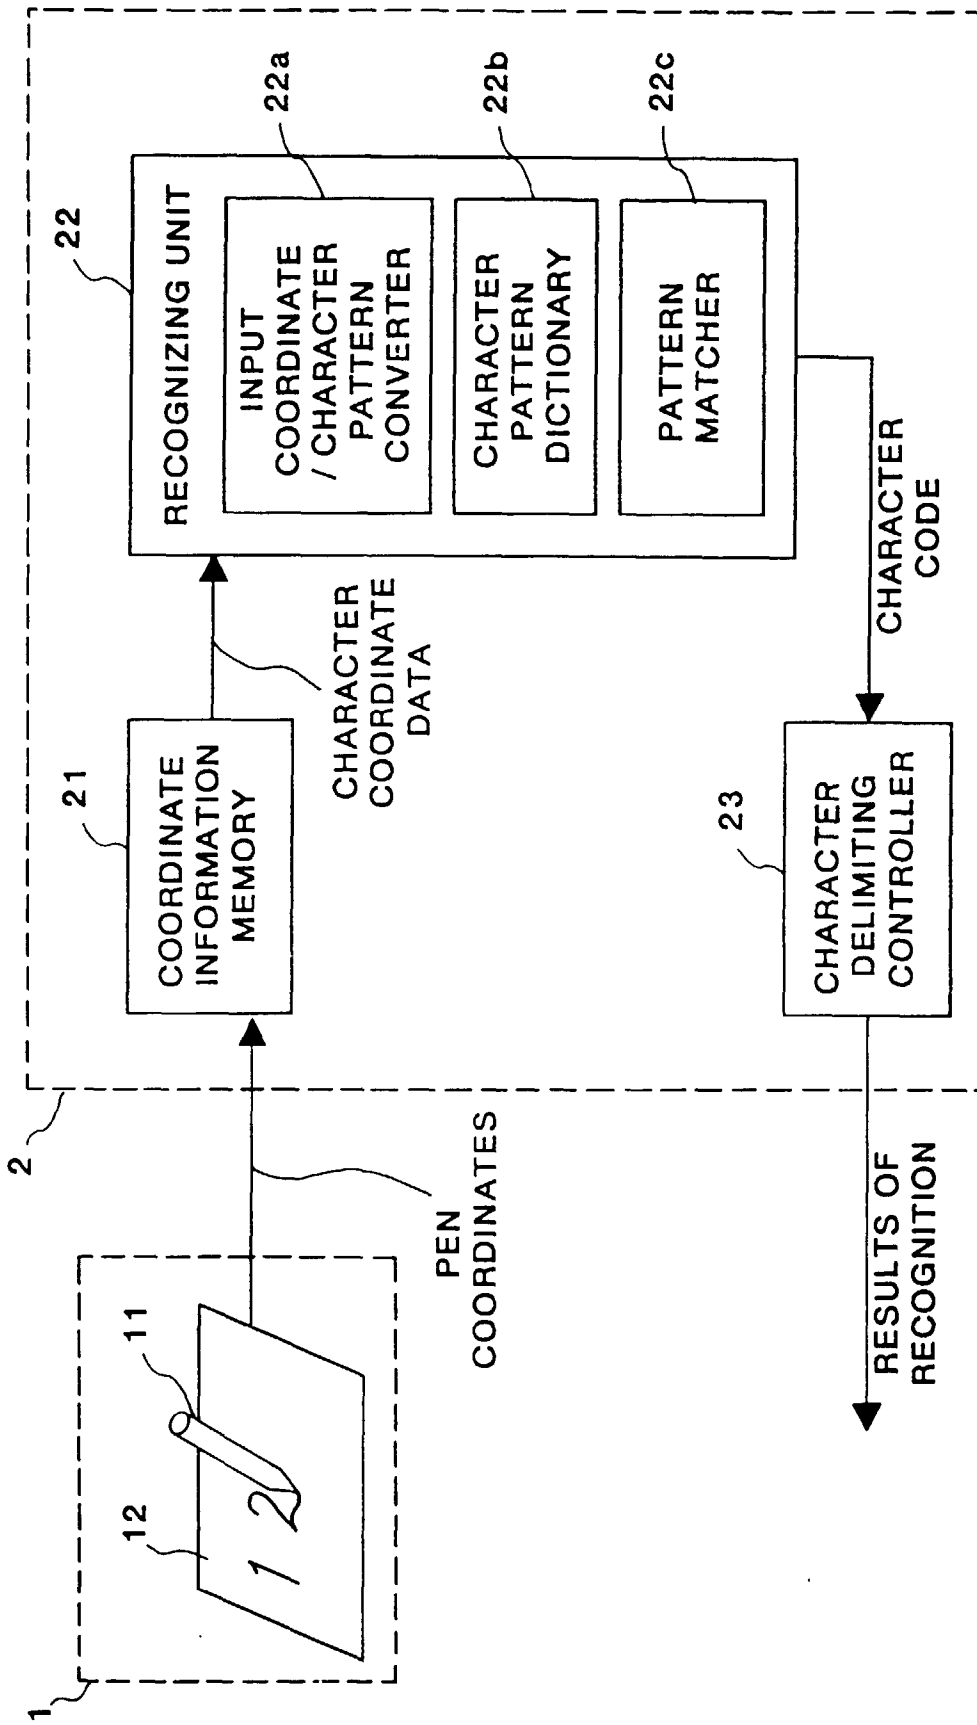 1
12
11
1 2
PEN
COORDINATES
2
21
COORDINATE
INFORMATION
MEMORY
CHARACTER
COORDINATE
DATA
22
RECOGNIZING UNIT
INPUT
COORDINATE
/ CHARACTER
PATTERN
CONVERTER
22a
CHARACTER
PATTERN
DICTIONARY
22b
PATTERN
MATCHER
22c
CHARACTER
CODE
23
CHARACTER
DELIMITING
CONTROLLER
RESULTS OF
RECOGNITION